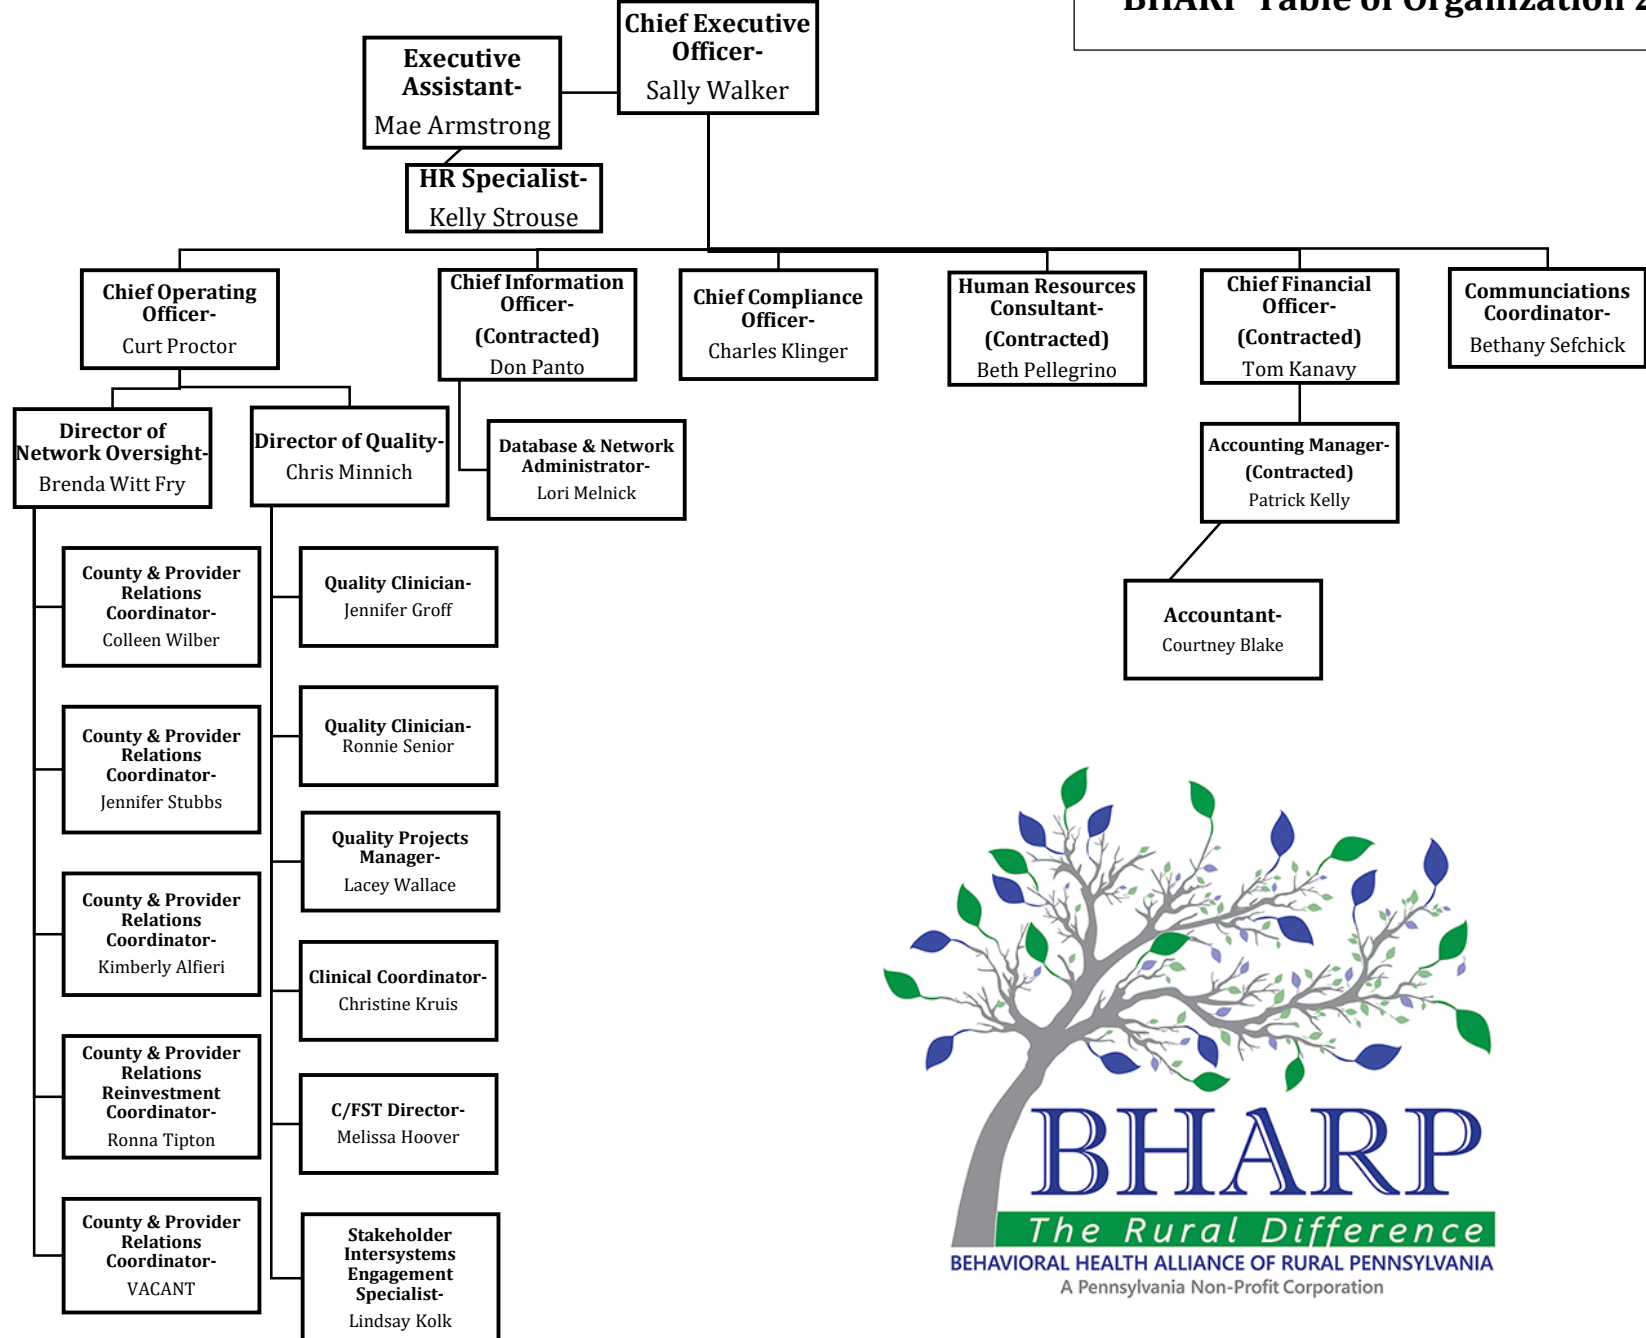 BHARP Table of Organization 2
Chief Executive
Officer-
Sally Walker
Executive
Assistant-
Mae Armstrong
HR Specialist-
Kelly Strouse
Chief Operating
Officer-
Curt Proctor
Chief Information
Officer-
(Contracted)
Don Panto
Chief Compliance
Officer-
Charles Klinger
Human Resources
Consultant-
(Contracted)
Beth Pellegrino
Chief Financial
Officer-
(Contracted)
Tom Kanavy
Communciations
Coordinator-
Bethany Sefchick
Director of
Network Oversight-
Brenda Witt Fry
Director of Quality-
Chris Minnich
Database & Network
Administrator-
Lori Melnick
Accounting Manager-
(Contracted)
Patrick Kelly
Accountant-
Courtney Blake
County & Provider
Relations
Coordinator-
Colleen Wilber
County & Provider
Relations
Coordinator-
Jennifer Stubbs
County & Provider
Relations
Coordinator-
Kimberly Alfieri
County & Provider
Relations
Reinvestment
Coordinator-
Ronna Tipton
County & Provider
Relations
Coordinator-
VACANT
Quality Clinician-
Jennifer Groff
Quality Clinician-
Ronnie Senior
Quality Projects
Manager-
Lacey Wallace
Clinical Coordinator-
Christine Kruis
C/FST Director-
Melissa Hoover
Stakeholder
Intersystems
Engagement
Specialist-
Lindsay Kolk
BHARP
The Rural Difference
BEHAVIORAL HEALTH ALLIANCE OF RURAL PENNSYLVANIA
A Pennsylvania Non-Profit Corporation